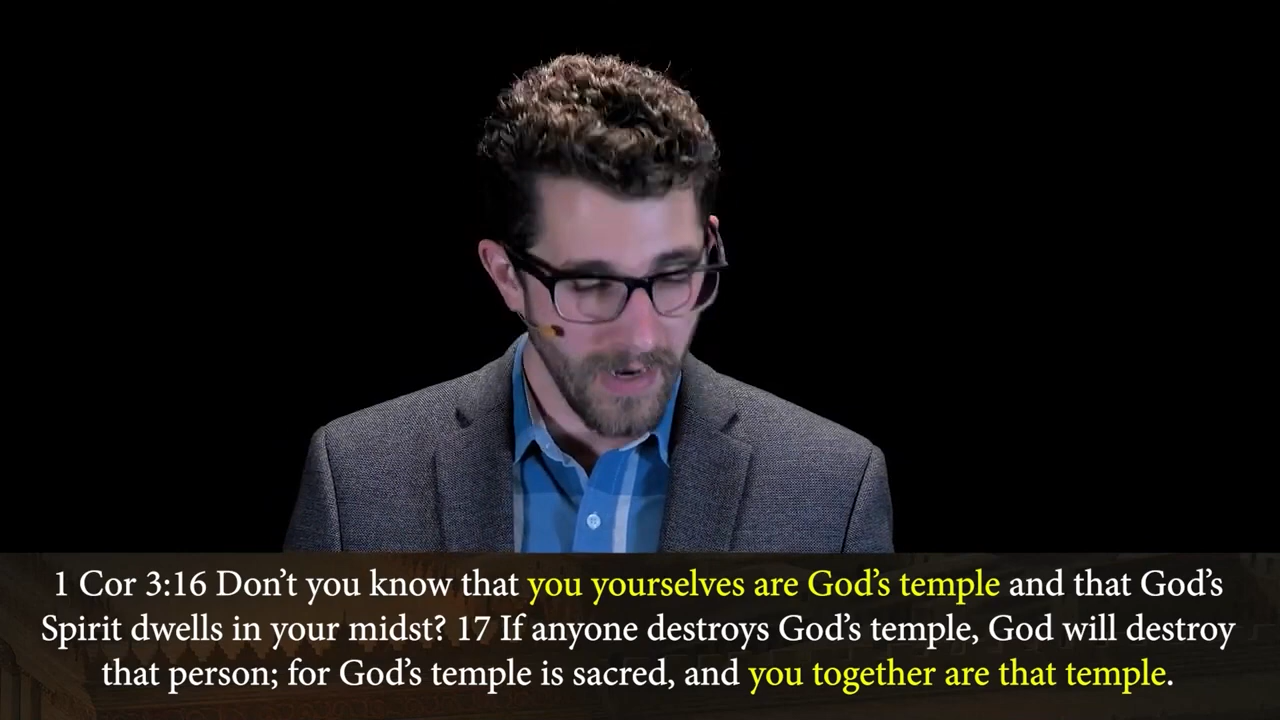 1 Cor 3:16 Don’t you know that you yourselves are God’s temple and that God’s
Spirit dwells in your midst? 17 If anyone destroys God’s temple, God will destroy
that person; for God’s temple is sacred, and you together are that temple.